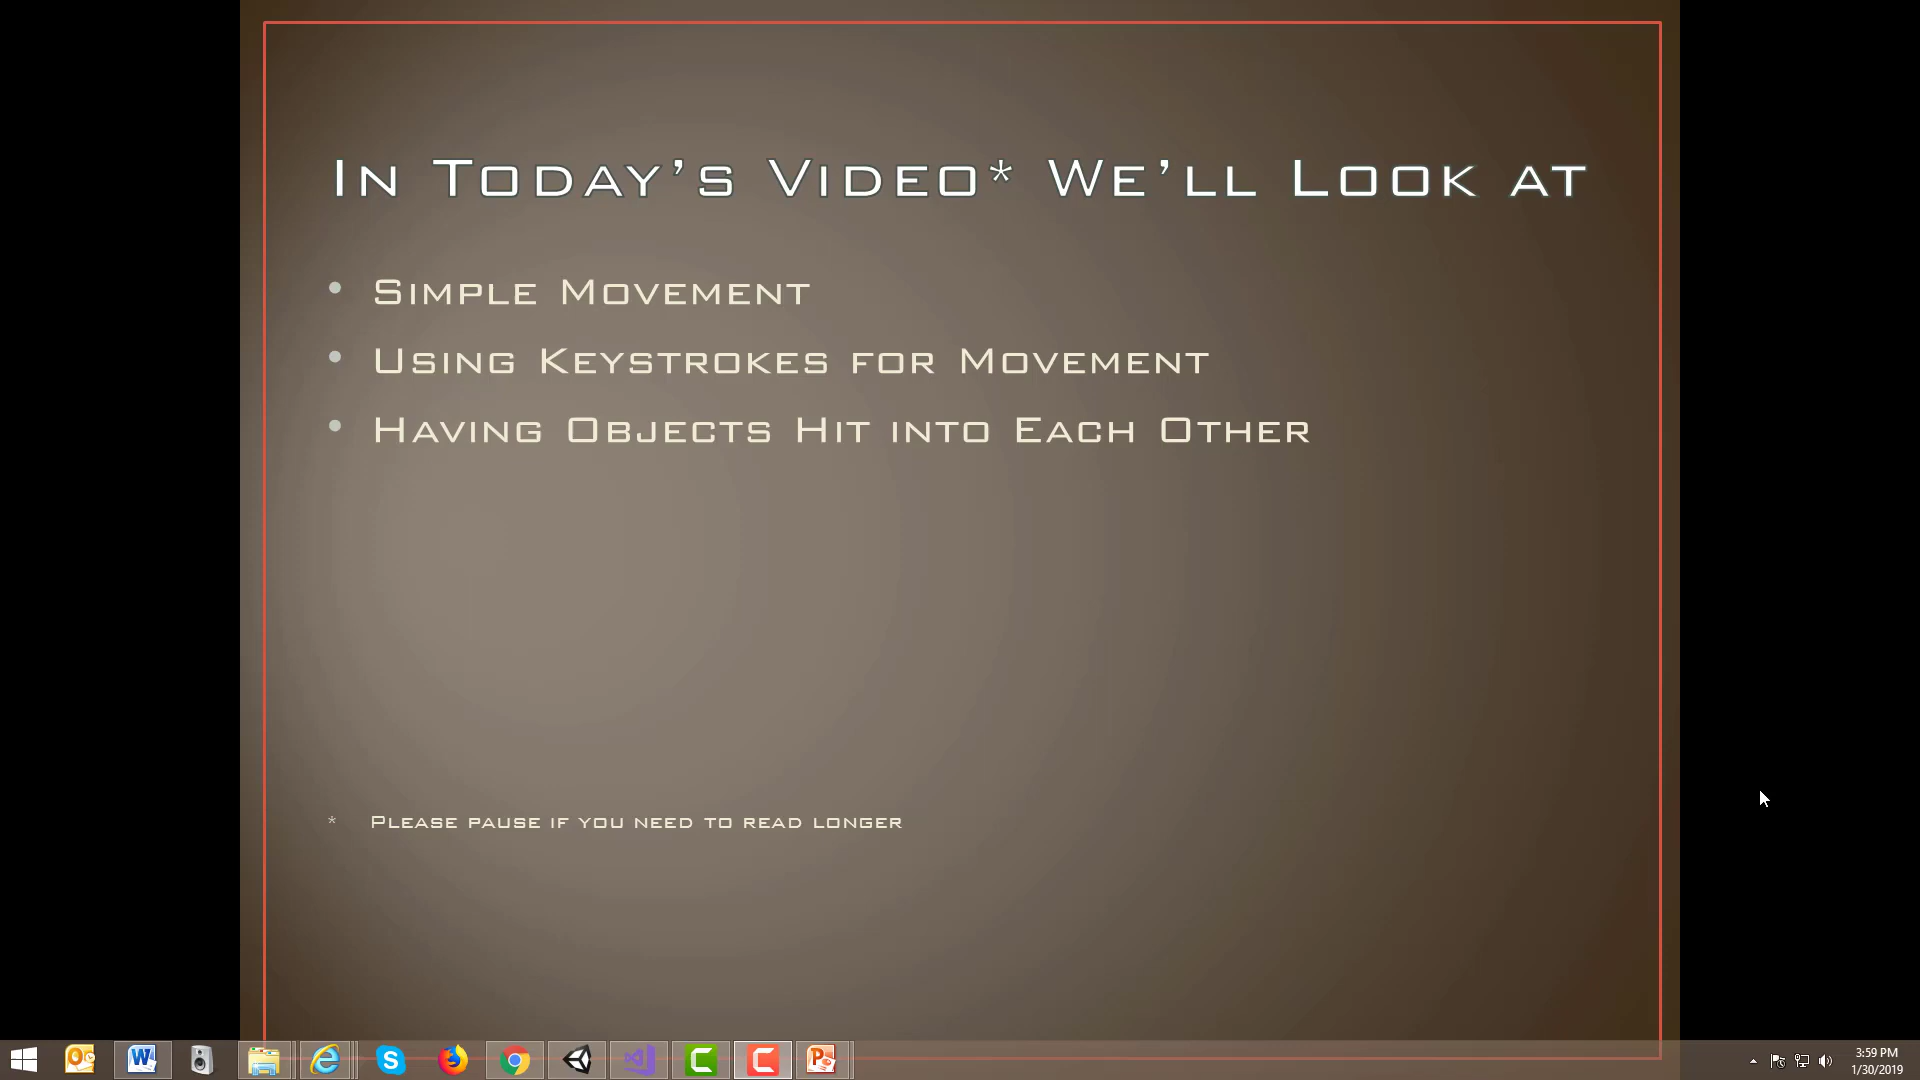 In Today's Video* We'll Look at
• Simple Movement
• Using Keystrokes for Movement
• Having Objects Hit into Each Other
* Please pause if you need to read longer
3:59 PM
1/30/2019